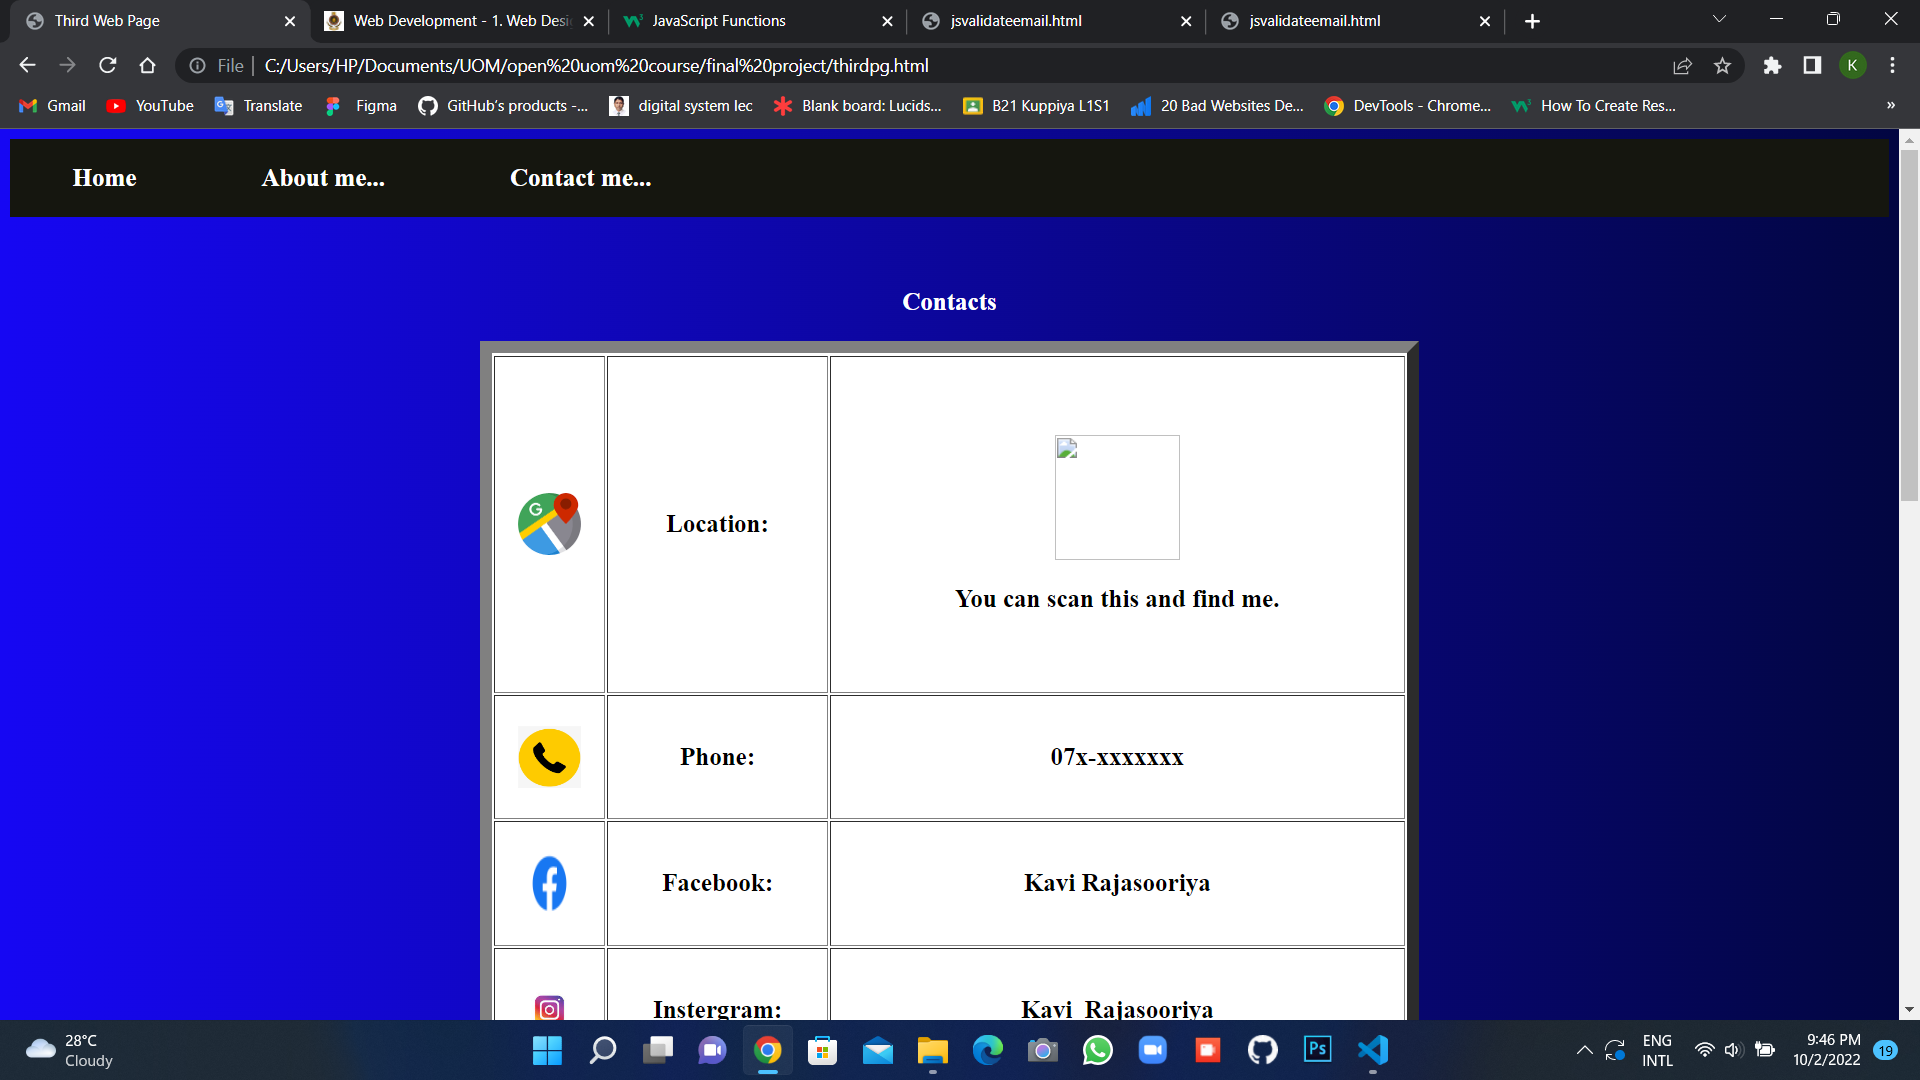 Third Web Page
Web Development - 1. Web Desi
JavaScript Functions
jsvalidateemail.html
jsvalidateemail.html
File
C:/Users/HP/Documents/UOM/open%20uom%20course/final%20project/thirdpg.html
K
Gmail
YouTube
Translate
Figma
GitHub's products -...
digital system lec
Blank board: Lucids...
B21 Kuppiya L1S1
20 Bad Websites De...
DevTools - Chrome...
How To Create Res...
»
Home
About me...
Contact me...
Contacts
G
Location:
You can scan this and find me.
Phone:
07x-xxxxxxx
Facebook:
Kavi Rajasooriya
Instergram:
Kavi_Rajasooriya
28°C
Cloudy
Ps
ENG
INTL
9:46 PM
10/2/2022
19